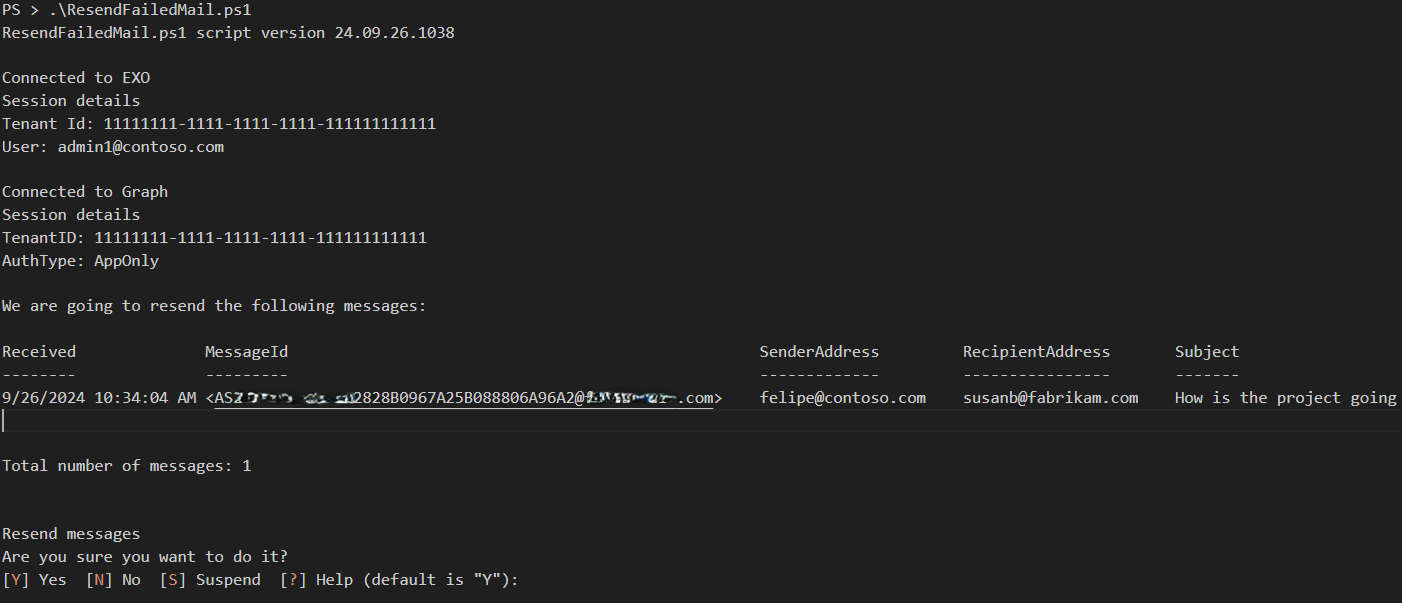 PS > .\ResendFailedMail.ps1
ResendFailedMail.ps1 script version 24.09.26.1038
Connected to EXO
Session details
Tenant Id: 11111111-1111-1111-1111-111111111111
User: admin1@contoso.com
Connected to Graph
Session details
TenantID: 11111111-1111-1111-1111-111111111111
AuthType: AppOnly
We are going to resend the following messages:
Received MessageId SenderAddress RecipientAddress Subject
-------- --------- ------------- ---------------- -------
9/26/2024 10:34:04 AM <AS2 2828B0967A25B088806A96A2@ .com> felipe@contoso.com susanb@fabrikam.com How is the project going
Total number of messages: 1
Resend messages
Are you sure you want to do it?
[Y] Yes [N] No [S] Suspend [?] Help (default is "Y"):